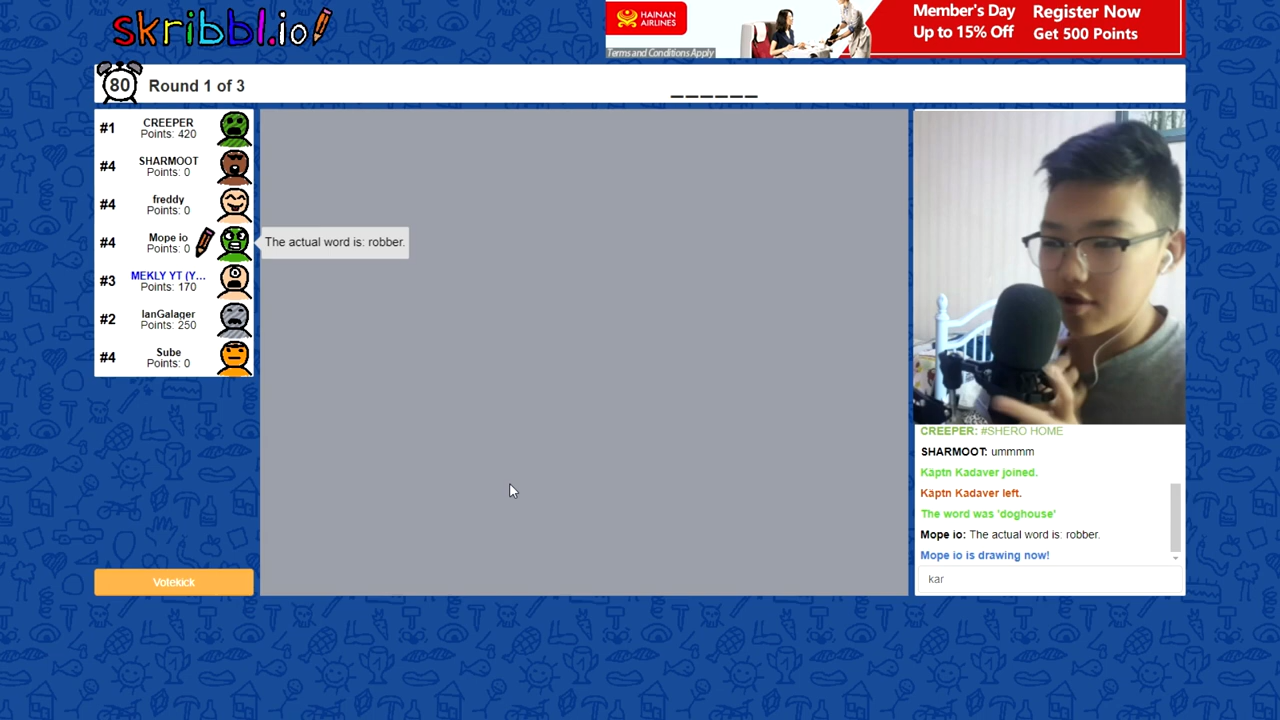 skribbl.io
HAINAN AIRLINES
Terms and Conditions Apply
Member's Day
Up to 15% Off
Register Now
Get 500 Points
80
Round 1 of 3
______
#1 CREEPER
Points: 420
#4 SHARMOOT
Points: 0
#4 freddy
Points: 0
#4 Mope io
Points: 0
The actual word is: robber.
#3 MEKLY YT (Y...
Points: 170
#2 IanGalager
Points: 250
#4 Sube
Points: 0
Votekick
CREEPER: #SHERO HOME
SHARMOOT: ummmm
Käptn Kadaver joined.
Käptn Kadaver left.
The word was 'doghouse'
Mope io: The actual word is: robber.
Mope io is drawing now!
kar